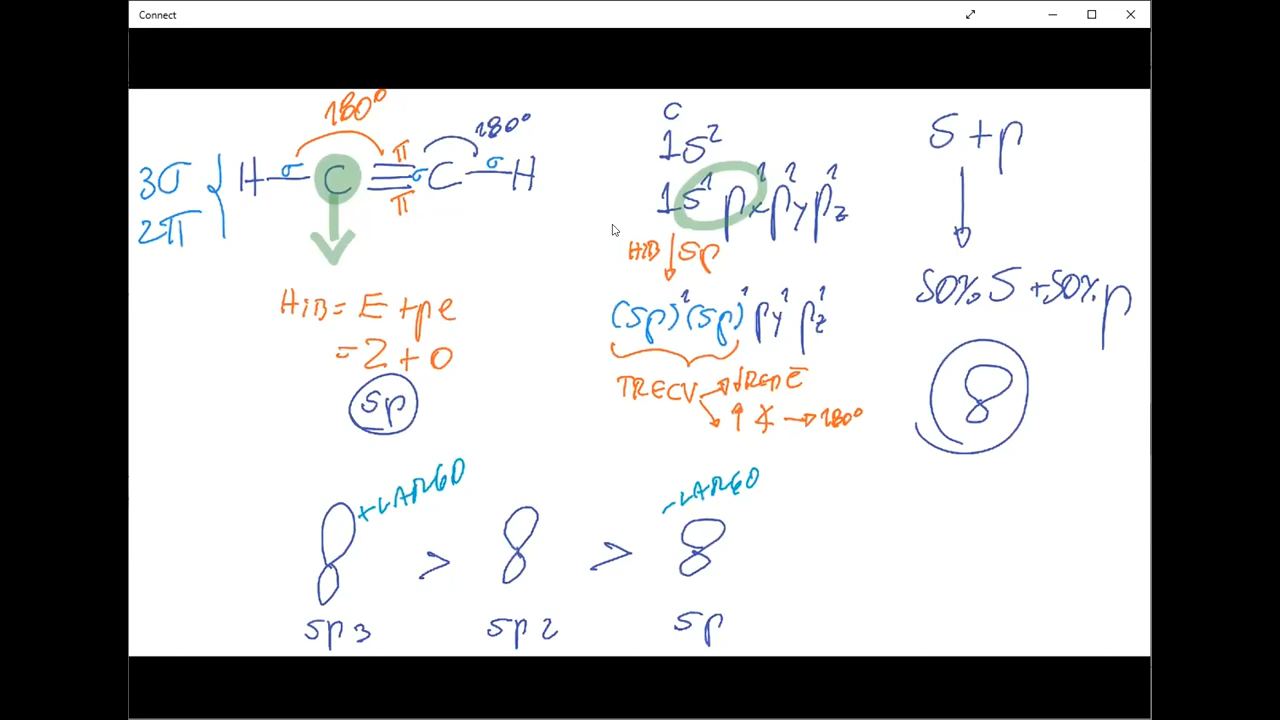 Connect
180°
180°
3σ
2π
H σ C π σ π C σ H
HiB = E + pe
= 2 + 0
sp
C
1s²
1s¹ px¹ py¹ pz¹
HiB sp
(sp)¹ (sp)¹ py¹ pz¹
TRECV → ↓REP Ē
↑ ∡ → 180°
s + p
50% s + 50% p
+LARGO
-LARGO
> >
sp3 sp2 sp